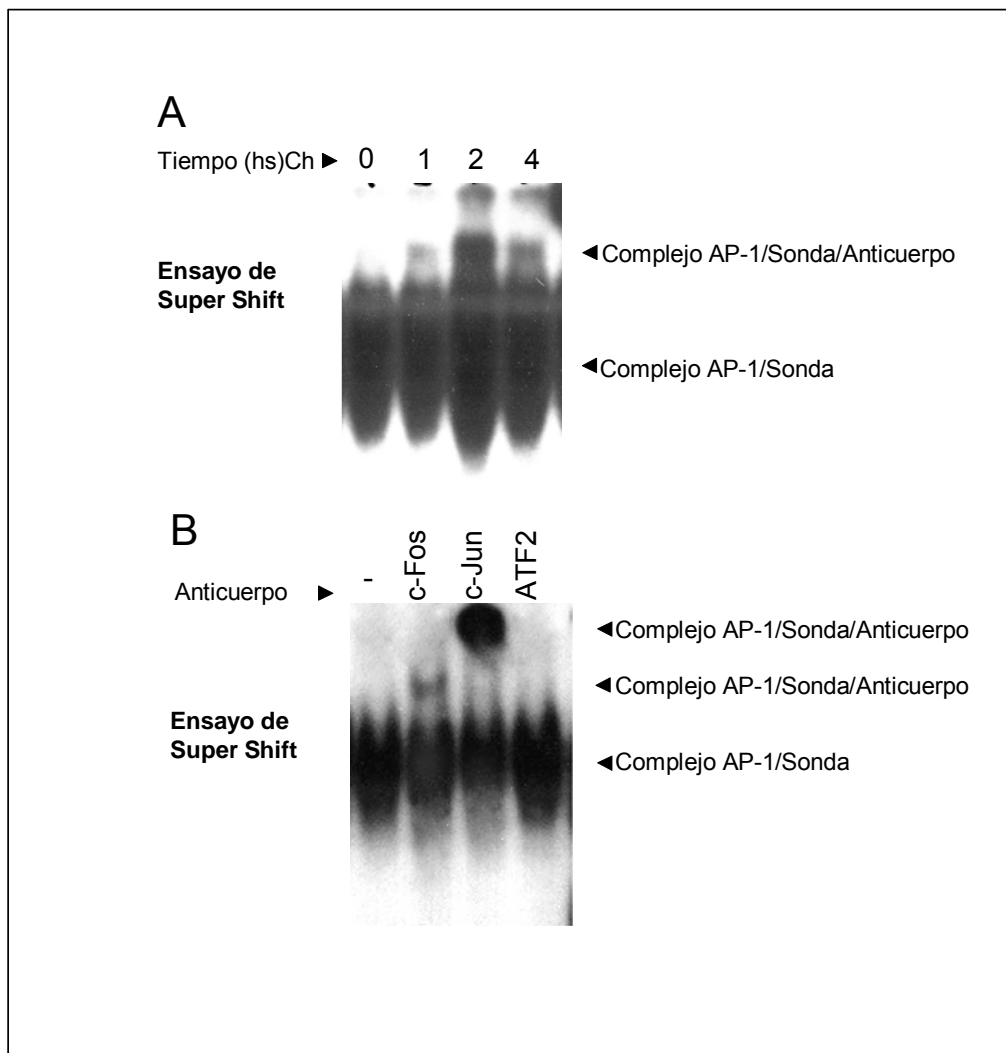 A
Tiempo (hs)Ch ► 0 1 2 4
Ensayo de
Super Shift
◄Complejo AP-1/Sonda/Anticuerpo
◄Complejo AP-1/Sonda
B
Anticuerpo ► - c-Fos c-Jun ATF2
◄Complejo AP-1/Sonda/Anticuerpo
◄Complejo AP-1/Sonda/Anticuerpo
Ensayo de
Super Shift
◄Complejo AP-1/Sonda